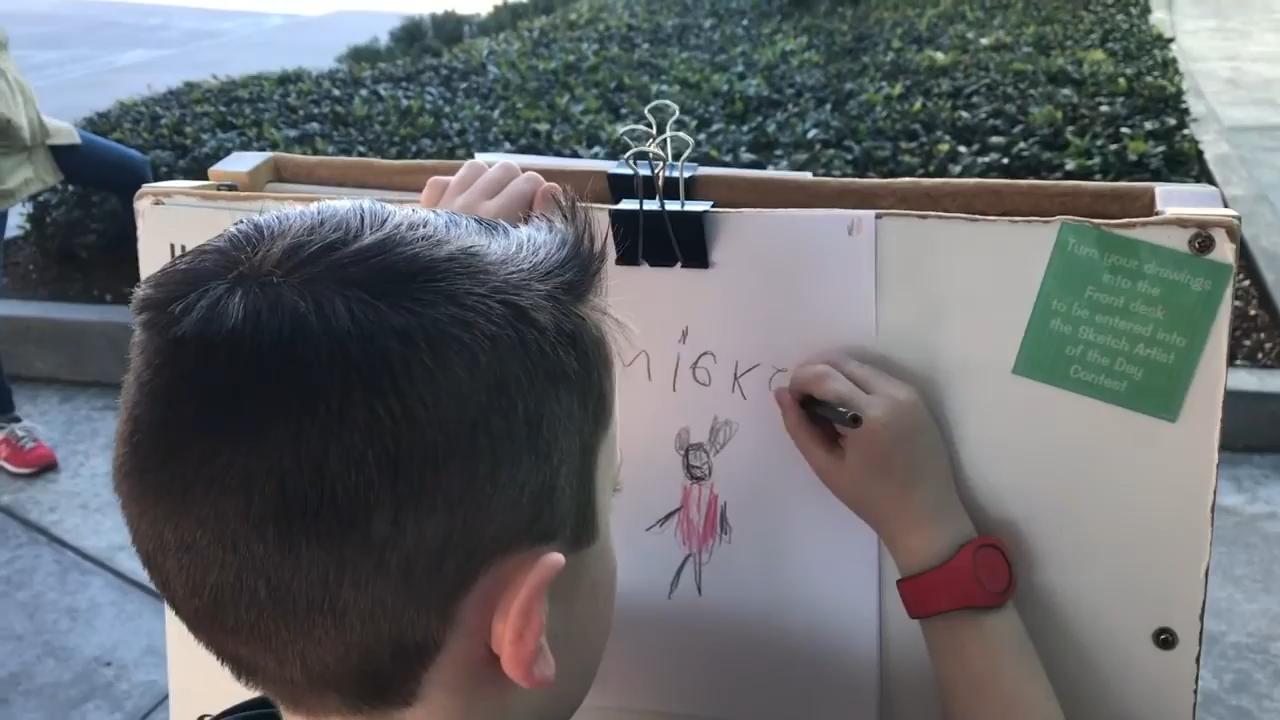 MIGKE
Turn your drawings
into the
Front desk
to be entered into
the Sketch Artist
of the Day
Contest